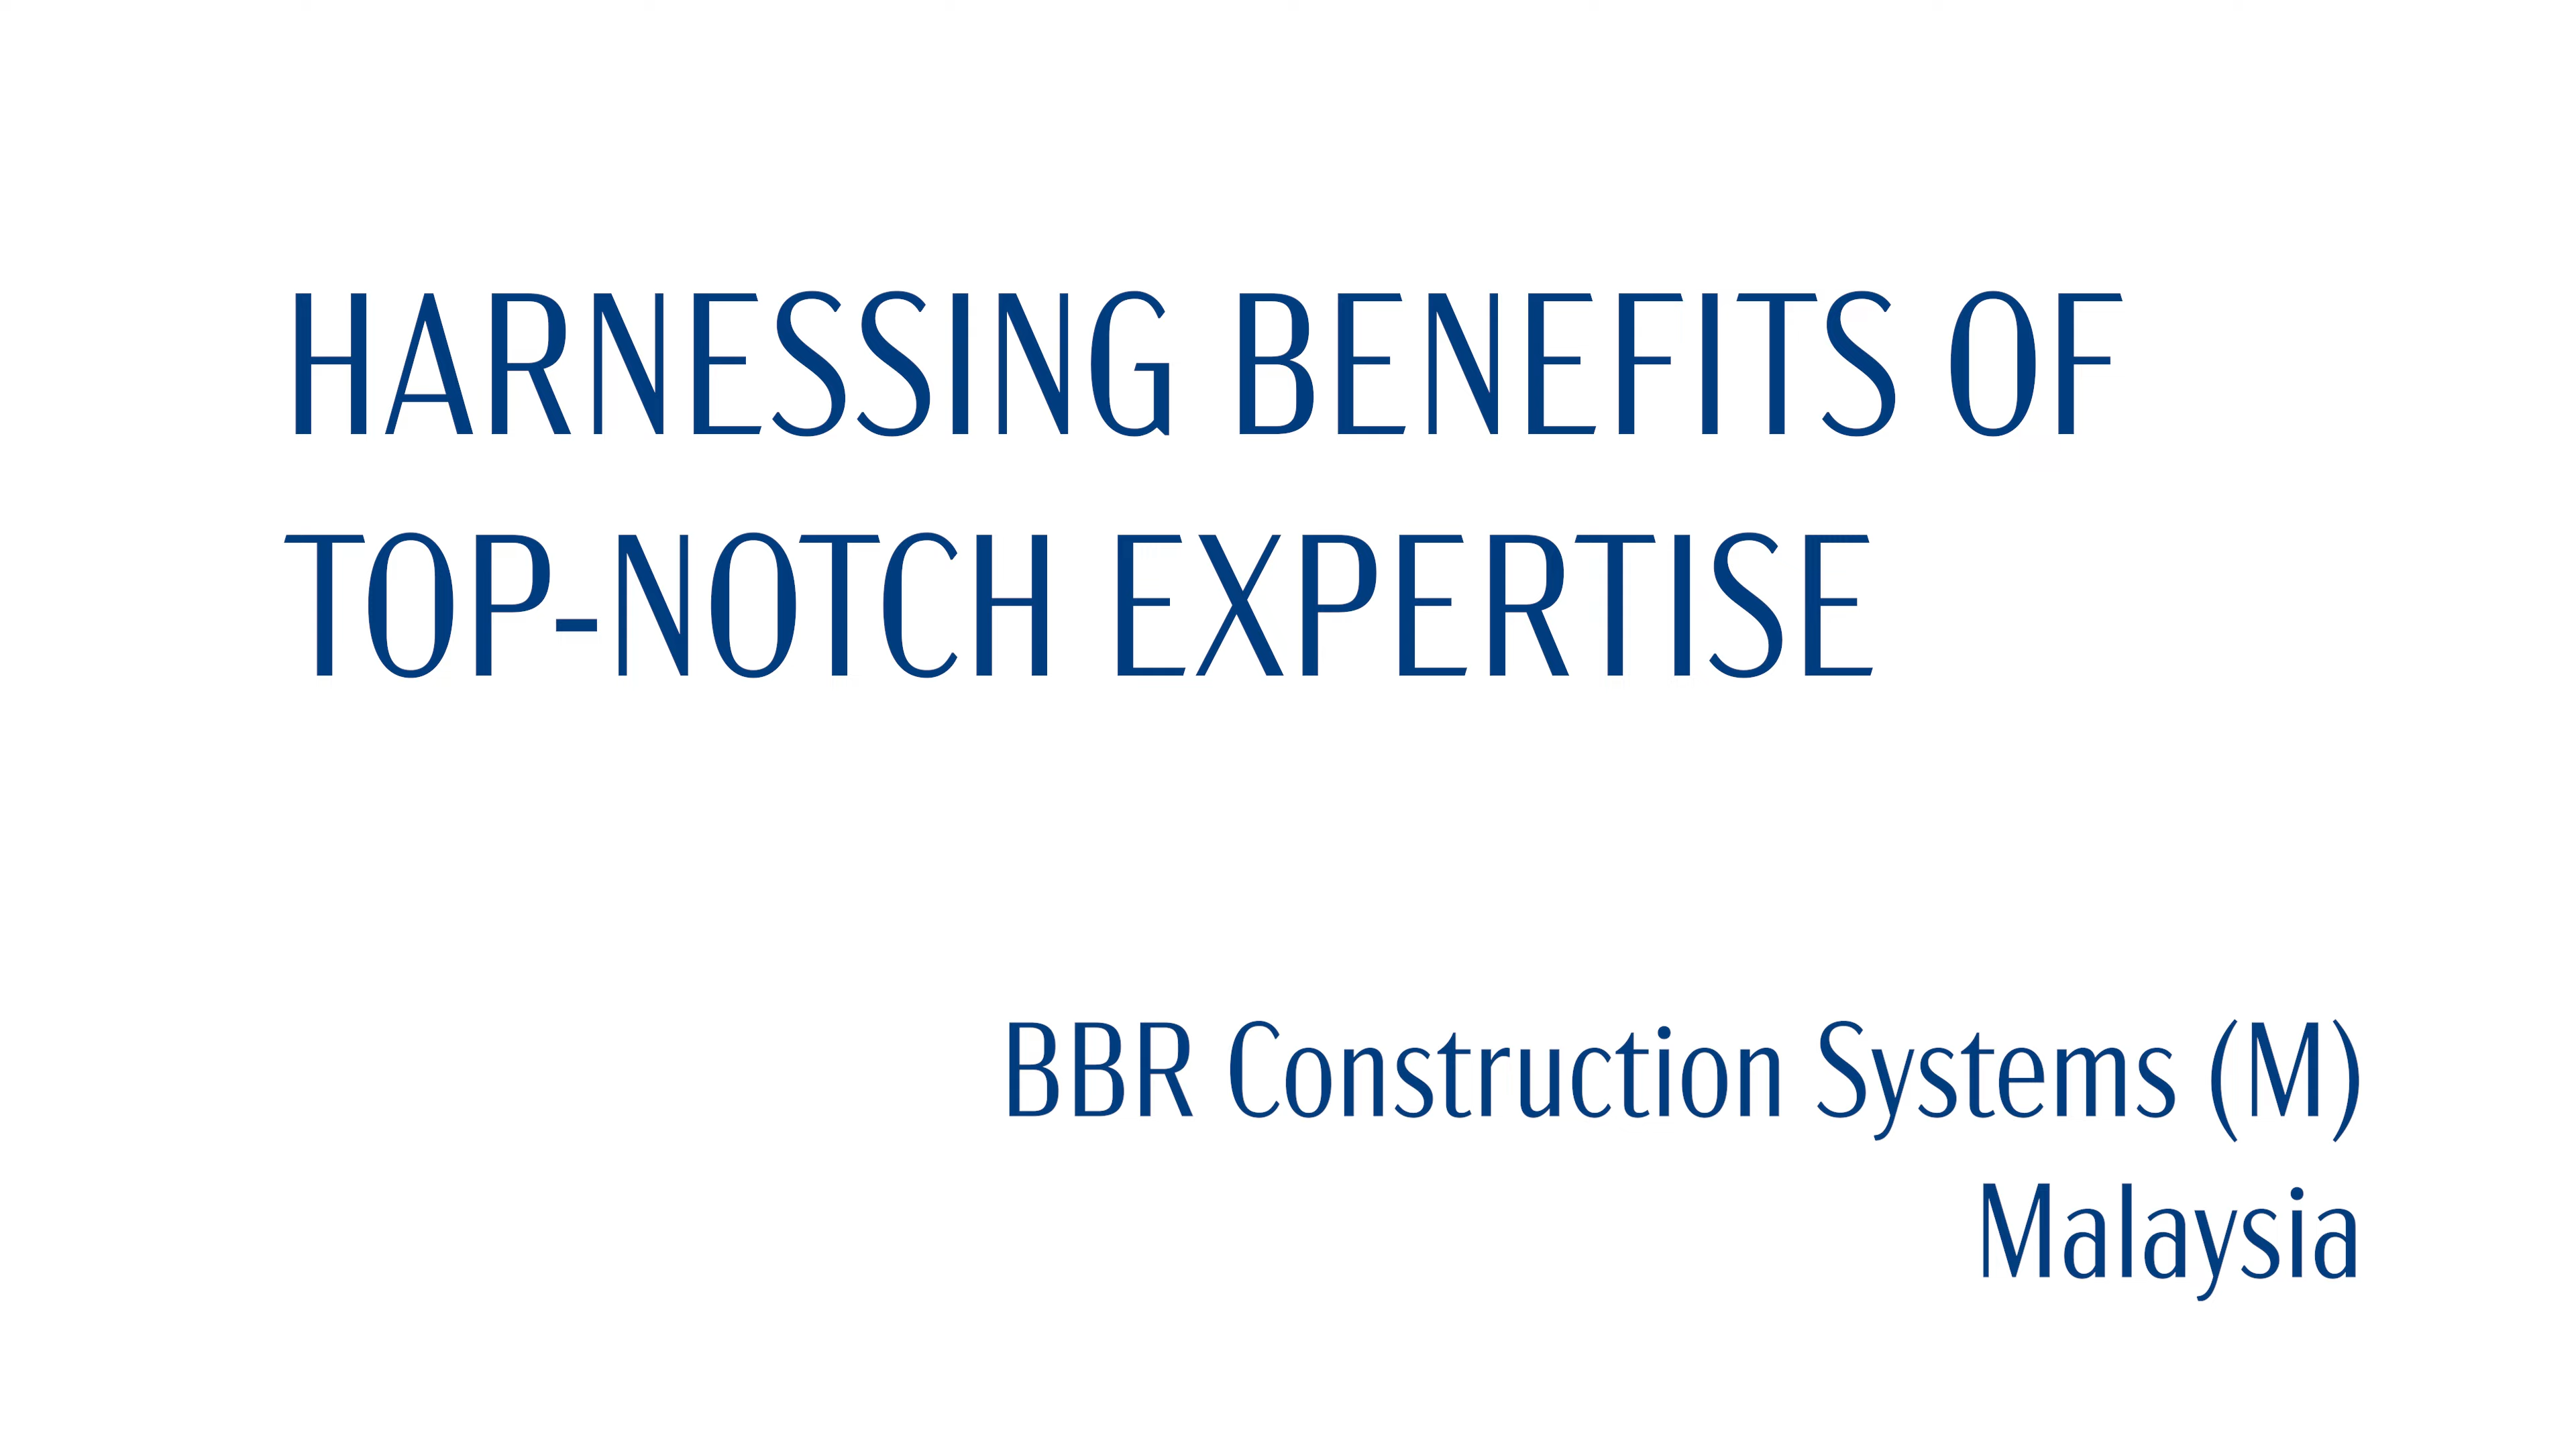 HARNESSING BENEFITS OF
TOP-NOTCH EXPERTISE
BBR Construction Systems (M)
Malaysia